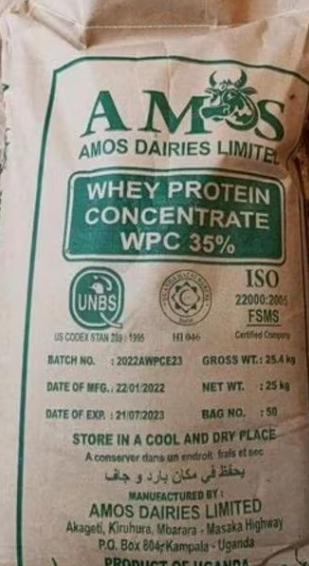 AMOS
AMOS DAIRIES LIMITED
WHEY PROTEIN
CONCENTRATE
WPC 35%
UNBS
US CODEX STAN 289 : 1995
HI 046
ISO
22000:2005
FSMS
Certified Company
BATCH NO. : 2022AWPCE23 GROSS WT.: 25.4 kg
DATE OF MFG.: 22/01/2022 NET WT. : 25 kg
DATE OF EXP. : 21/07/2023 BAG NO. : 50
STORE IN A COOL AND DRY PLACE
A conserver dans un endroit frais et sec
يحفظ في مكان بارد و جاف
MANUFACTURED BY :
AMOS DAIRIES LIMITED
Akageti, Kiruhura, Mbarara - Masaka Highway
P.O. Box 804, Kampala - Uganda
PRODUCT OF UGANDA